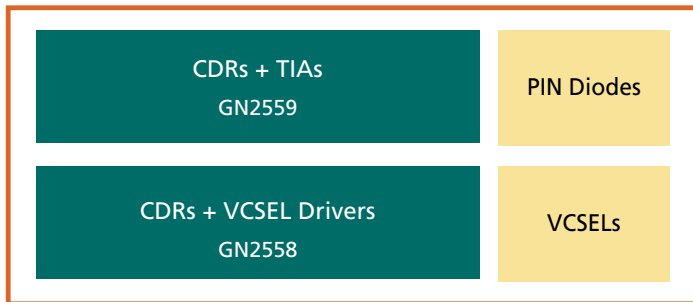 CDRs + TIAs
GN2559
PIN Diodes
CDRs + VCSEL Drivers
GN2558
VCSELs